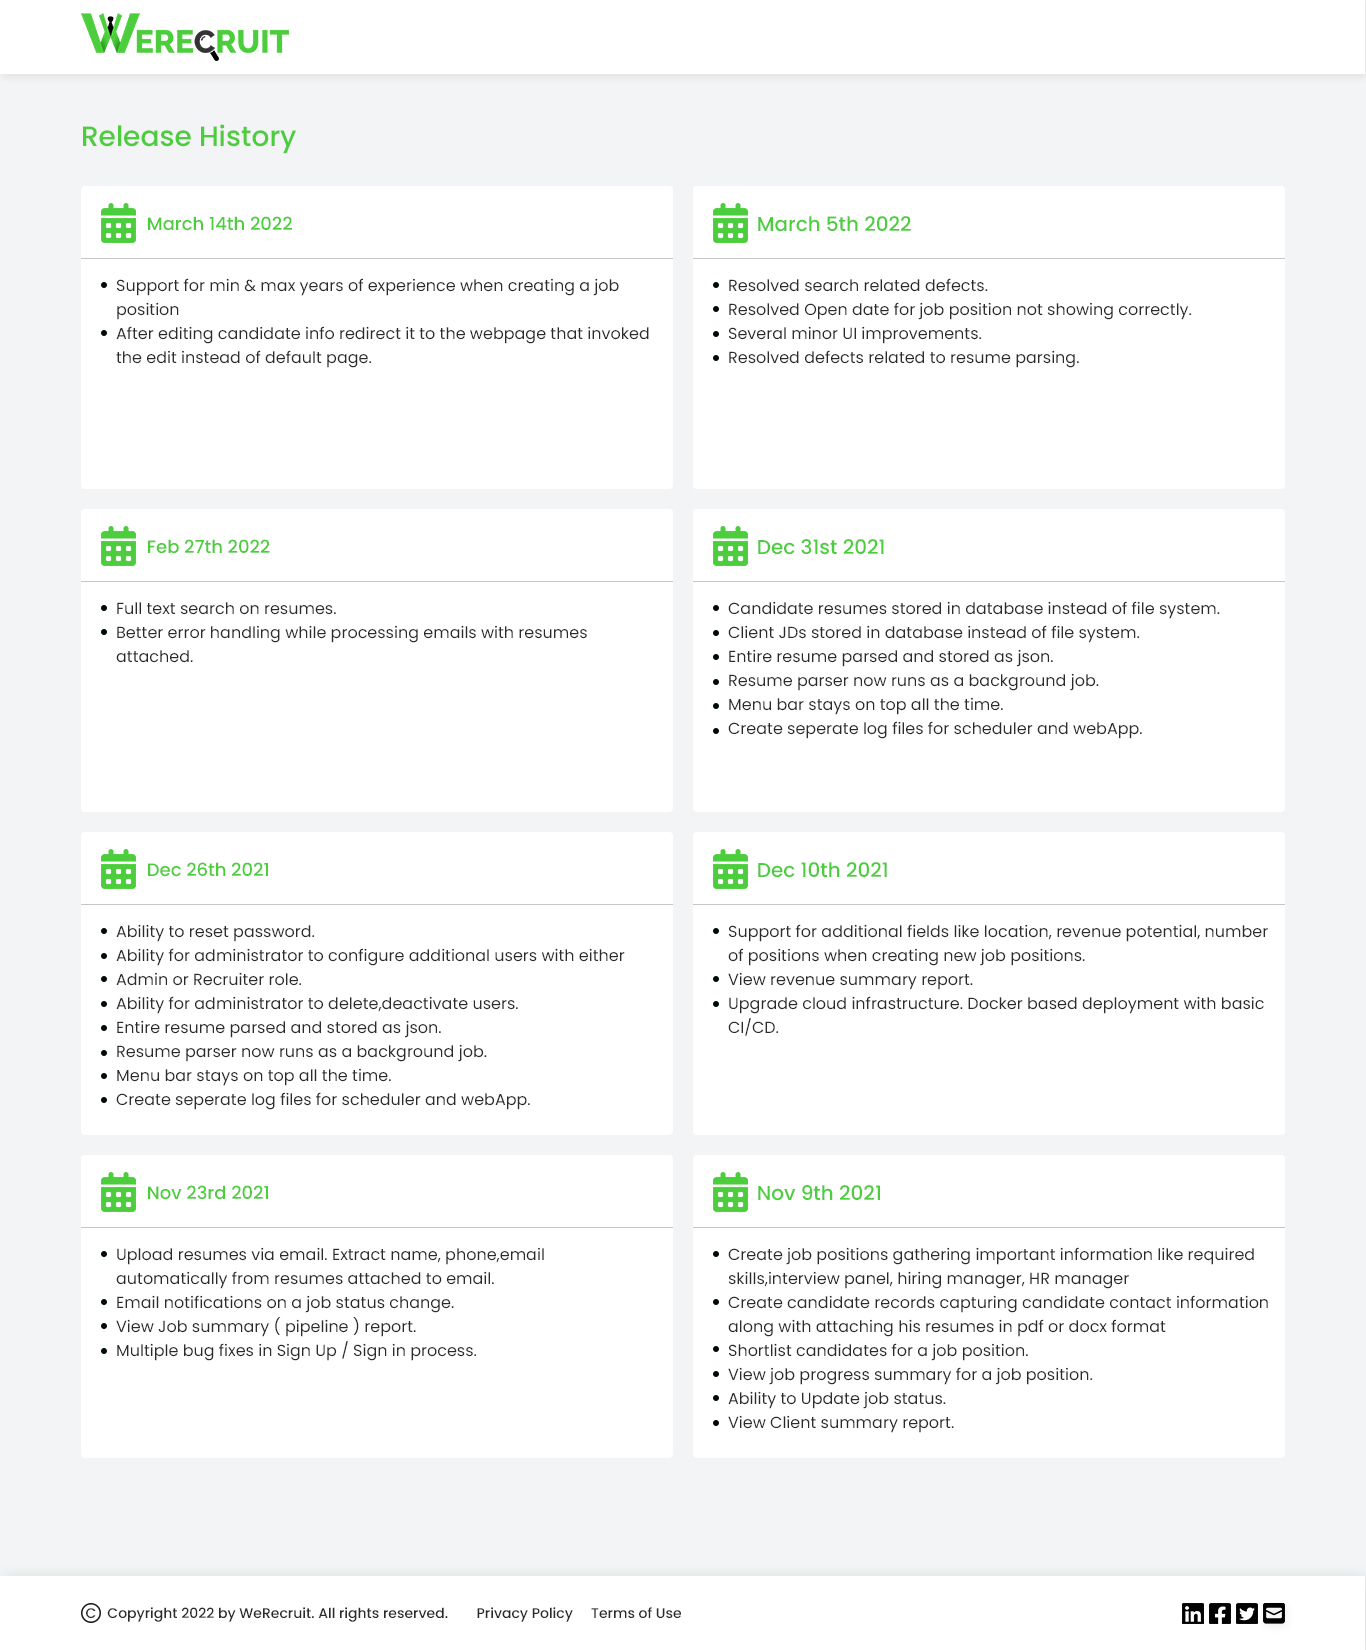 WERECRUIT
Release History
March 14th 2022
Support for min & max years of experience when creating a job
position
After editing candidate info redirect it to the webpage that invoked
the edit instead of default page.
March 5th 2022
Resolved search related defects.
Resolved Open date for job position not showing correctly.
Several minor UI improvements.
Resolved defects related to resume parsing.
Feb 27th 2022
Full text search on resumes.
Better error handling while processing emails with resumes
attached.
Dec 31st 2021
Candidate resumes stored in database instead of file system.
Client JDs stored in database instead of file system.
Entire resume parsed and stored as json.
Resume parser now runs as a background job.
Menu bar stays on top all the time.
Create seperate log files for scheduler and webApp.
Dec 26th 2021
Ability to reset password.
Ability for administrator to configure additional users with either
Admin or Recruiter role.
Ability for administrator to delete,deactivate users.
Entire resume parsed and stored as json.
Resume parser now runs as a background job.
Menu bar stays on top all the time.
Create seperate log files for scheduler and webApp.
Dec 10th 2021
Support for additional fields like location, revenue potential, number
of positions when creating new job positions.
View revenue summary report.
Upgrade cloud infrastructure. Docker based deployment with basic
CI/CD.
Nov 23rd 2021
Upload resumes via email. Extract name, phone,email
automatically from resumes attached to email.
Email notifications on a job status change.
View Job summary ( pipeline ) report.
Multiple bug fixes in Sign Up / Sign in process.
Nov 9th 2021
Create job positions gathering important information like required
skills,interview panel, hiring manager, HR manager
Create candidate records capturing candidate contact information
along with attaching his resumes in pdf or docx format
Shortlist candidates for a job position.
View job progress summary for a job position.
Ability to Update job status.
View Client summary report.
© Copyright 2022 by WeRecruit. All rights reserved. Privacy Policy Terms of Use